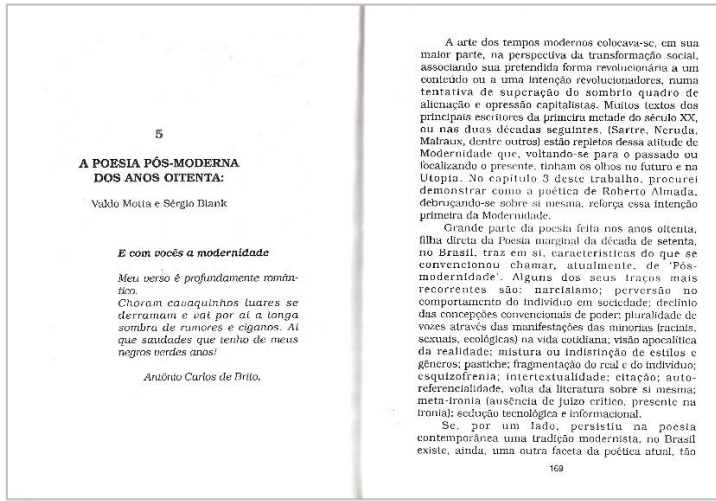 5
A POESIA PÓS-MODERNA
DOS ANOS OITENTA:
Valdo Motta e Sérgio Blank
E com vocês a modernidade
Meu verso é profundamente român-
tico.
Choram cavaquinhos luares se
derramam e vai por aí a longa
sombra de rumores e ciganos. Ai
que saudades que tenho de meus
negros verdes anos!
Antônio Carlos de Brito.
A arte dos tempos modernos colocava-se, em sua
maior parte, na perspectiva da transformação social,
associando sua pretendida forma revolucionária a um
conteúdo ou a uma intenção revolucionadores, numa
tentativa de superação do sombrio quadro de
alienação e opressão capitalistas. Muitos textos dos
principais escritores da primeira metade do século XX,
ou nas duas décadas seguintes, (Sartre, Neruda,
Malraux, dentre outros) estão repletos dessa atitude de
Modernidade que, voltando-se para o passado ou
focalizando o presente, tinham os olhos no futuro e na
Utopia. No capítulo 3 deste trabalho, procurei
demonstrar como a poética de Roberto Almada,
debruçando-se sobre si mesma, reforça essa intenção
primeira da Modernidade.
Grande parte da poesia feita nos anos oitenta,
filha direta da Poesia marginal da década de setenta,
no Brasil, traz em si, características do que se
convencionou chamar, atualmente, de 'Pós-
modernidade'. Alguns dos seus traços mais
recorrentes são: narcisismo; perversão no
comportamento do indivíduo em sociedade; declínio
das concepções convencionais de poder; pluralidade de
vozes através das manifestações das minorias (raciais,
sexuais, ecológicas) na vida cotidiana; visão apocalítica
da realidade; mistura ou indistinção de estilos e
gêneros; pastiche; fragmentação do real e do indivíduo;
esquizofrenia; intertextualidade; citação; auto-
referencialidade, volta da literatura sobre si mesma;
meta-ironia (ausência de juízo crítico, presente na
ironia); sedução tecnológica e informacional.
Se, por um lado, persistiu na poesia
contemporânea uma tradição modernista, no Brasil
existe, ainda, uma outra faceta da poética atual, tão
169